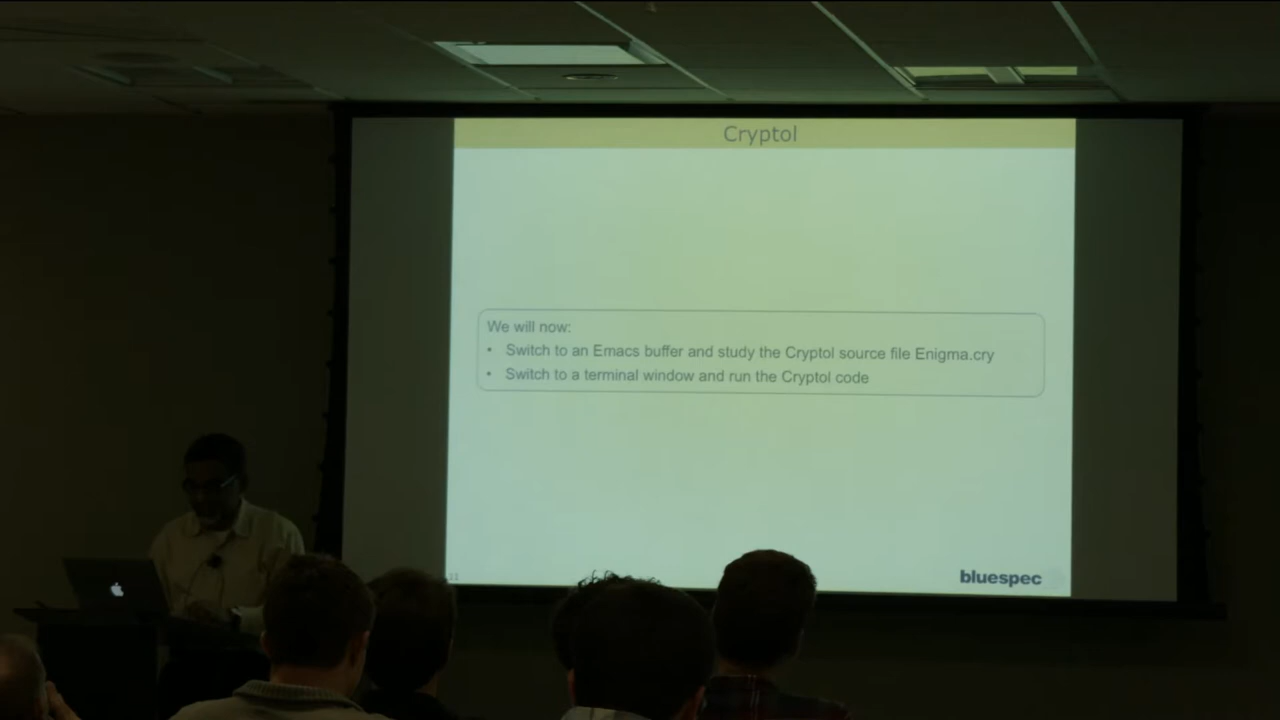 Cryptol
We will now:
• Switch to an Emacs buffer and study the Cryptol source file Enigma.cry
• Switch to a terminal window and run the Cryptol code
11
bluespec